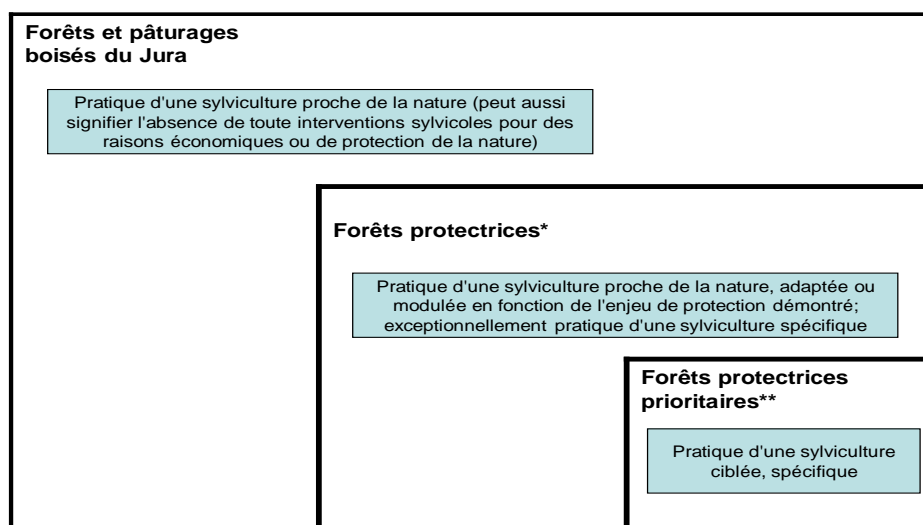 Forêts et pâturages
boisés du Jura
Pratique d'une sylviculture proche de la nature (peut aussi
signifier l'absence de toute interventions sylvicoles pour des
raisons économiques ou de protection de la nature)
Forêts protectrices*
Pratique d'une sylviculture proche de la nature, adaptée ou
modulée en fonction de l'enjeu de protection démontré;
exceptionnellement pratique d'une sylviculture spécifique
Forêts protectrices
prioritaires**
Pratique d'une sylviculture
ciblée, spécifique